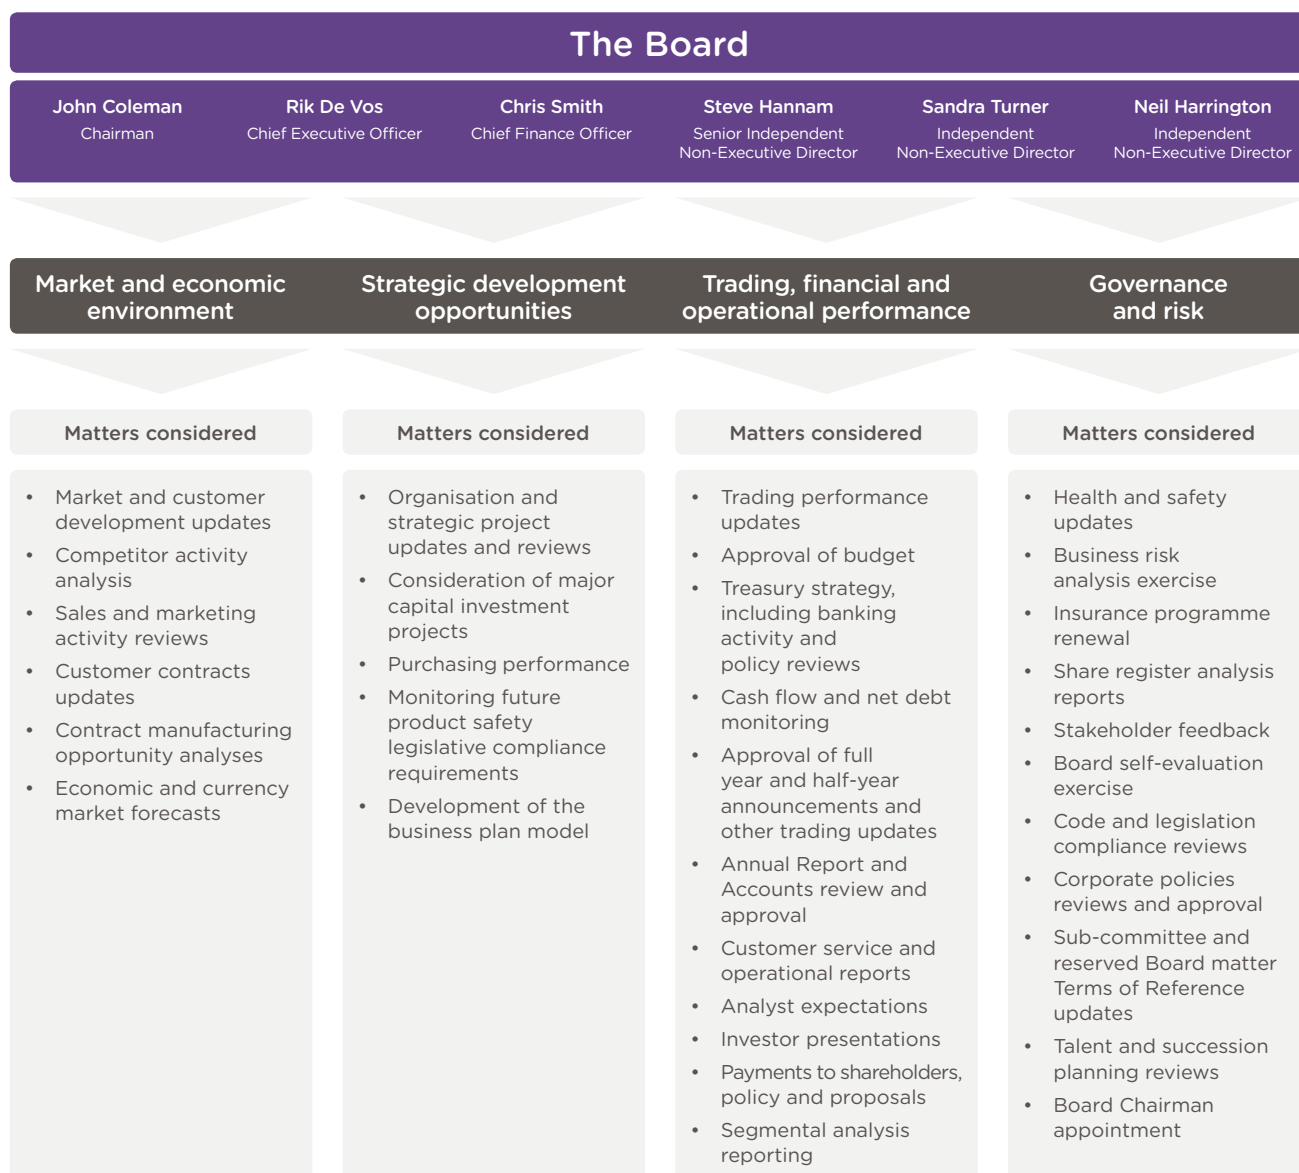 The Board
John Coleman
Chairman
Rik De Vos
Chief Executive Officer
Chris Smith
Chief Finance Officer
Steve Hannam
Senior Independent
Non-Executive Director
Sandra Turner
Independent
Non-Executive Director
Neil Harrington
Independent
Non-Executive Director
Market and economic
environment
Strategic development
opportunities
Trading, financial and
operational performance
Governance
and risk
Matters considered
• Market and customer
development updates
• Competitor activity
analysis
• Sales and marketing
activity reviews
• Customer contracts
updates
• Contract manufacturing
opportunity analyses
• Economic and currency
market forecasts
Matters considered
• Organisation and
strategic project
updates and reviews
• Consideration of major
capital investment
projects
• Purchasing performance
• Monitoring future
product safety
legislative compliance
requirements
• Development of the
business plan model
Matters considered
• Trading performance
updates
• Approval of budget
• Treasury strategy,
including banking
activity and
policy reviews
• Cash flow and net debt
monitoring
• Approval of full
year and half-year
announcements and
other trading updates
• Annual Report and
Accounts review and
approval
• Customer service and
operational reports
• Analyst expectations
• Investor presentations
• Payments to shareholders,
policy and proposals
• Segmental analysis
reporting
Matters considered
• Health and safety
updates
• Business risk
analysis exercise
• Insurance programme
renewal
• Share register analysis
reports
• Stakeholder feedback
• Board self-evaluation
exercise
• Code and legislation
compliance reviews
• Corporate policies
reviews and approval
• Sub-committee and
reserved Board matter
Terms of Reference
updates
• Talent and succession
planning reviews
• Board Chairman
appointment